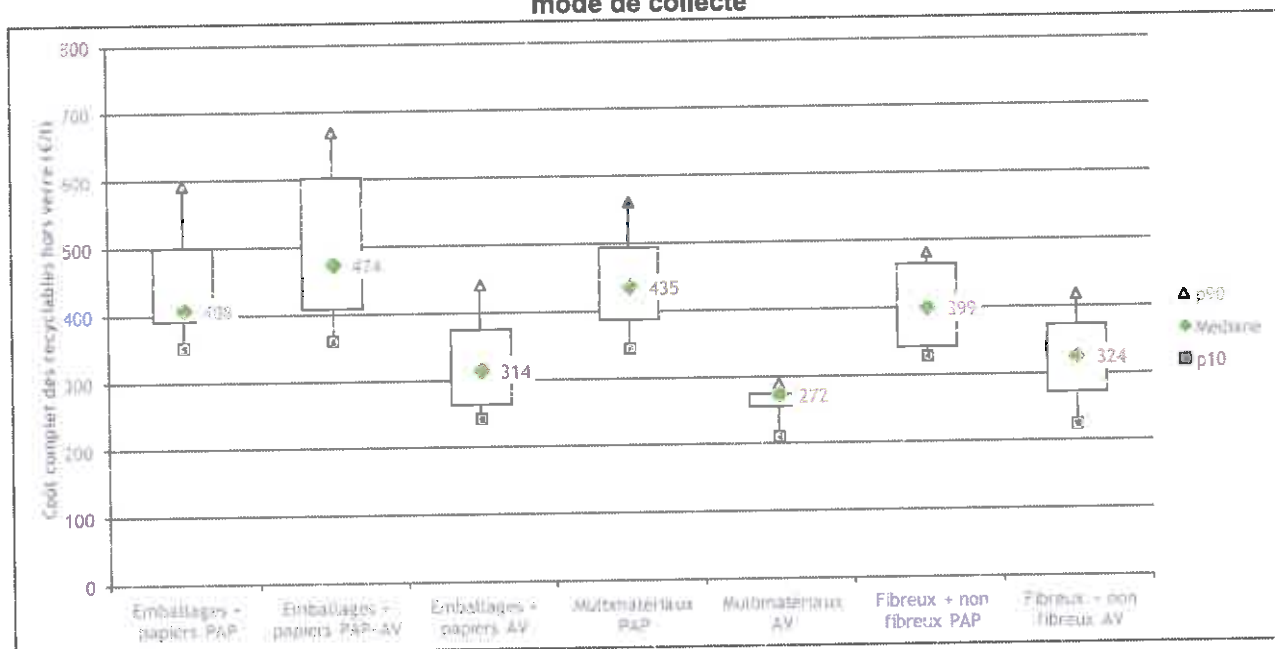 mode de collecte
Coût complet des recyclables hors verre (€/t)
800
700
600
500
400
300
200
100
0
408
474
314
435
272
399
324
p90
Médiane
p10
Emballages +
papiers PAP
Emballages +
papiers PAP-AV
Emballages +
papiers AV
Multimatériaux
PAP
Multimatériaux
AV
Fibreux + non
fibreux PAP
Fibreux + non
fibreux AV